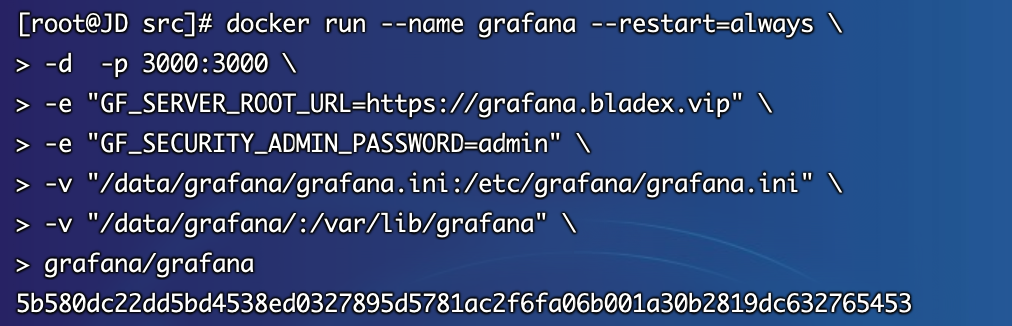 [root@JD src]# docker run --name grafana --restart=always \
> -d  -p 3000:3000 \
> -e "GF_SERVER_ROOT_URL=https://grafana.bladex.vip" \
> -e "GF_SECURITY_ADMIN_PASSWORD=admin" \
> -v "/data/grafana/grafana.ini:/etc/grafana/grafana.ini" \
> -v "/data/grafana/:/var/lib/grafana" \
> grafana/grafana
5b580dc22dd5bd4538ed0327895d5781ac2f6fa06b001a30b2819dc632765453